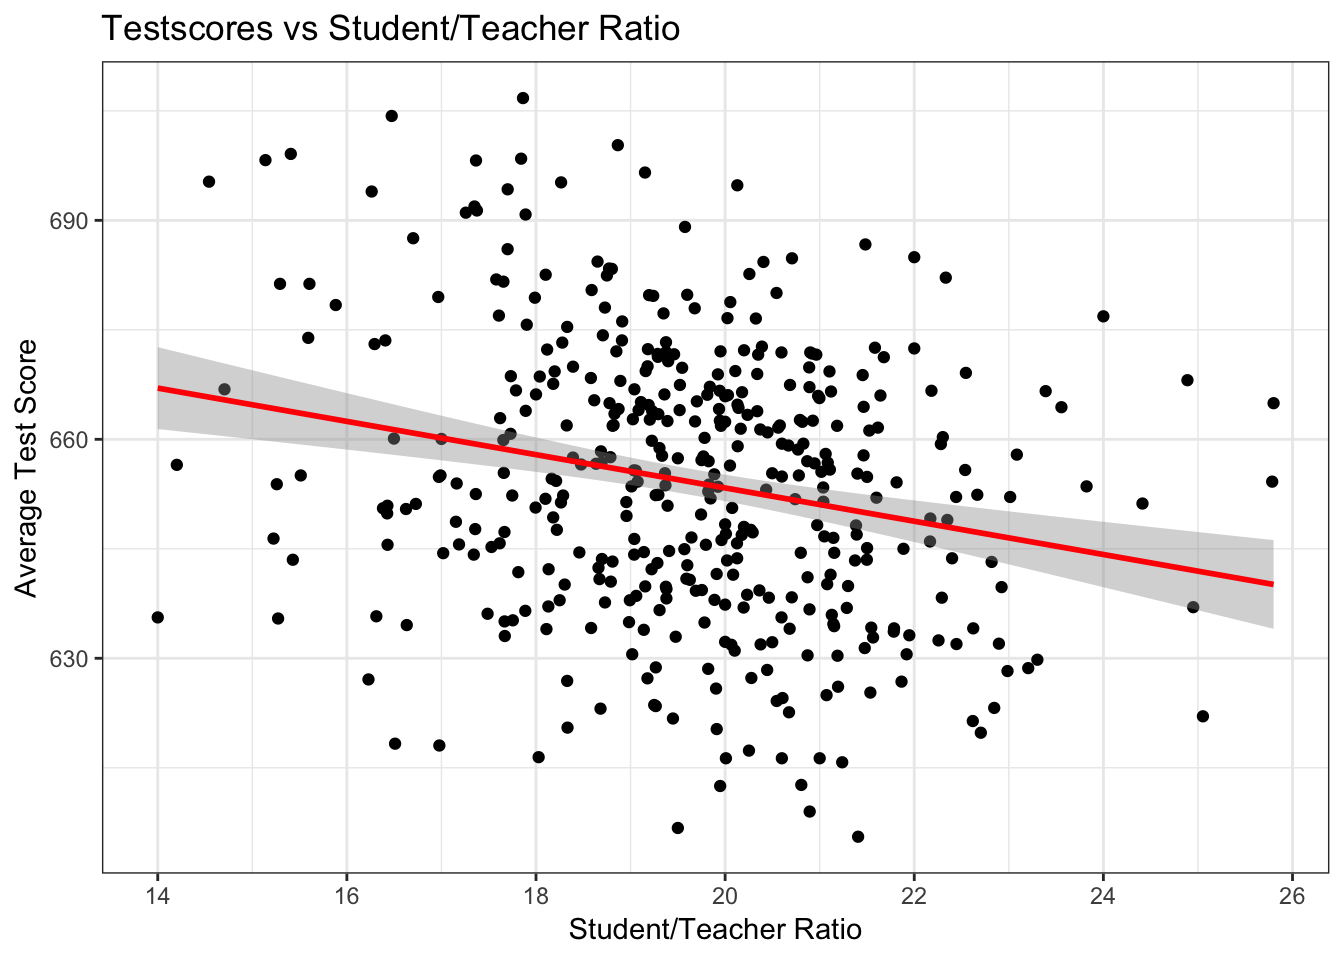 Testscores vs Student/Teacher Ratio
Average Test Score
690
660
630
14 16 18 20 22 24 26
Student/Teacher Ratio